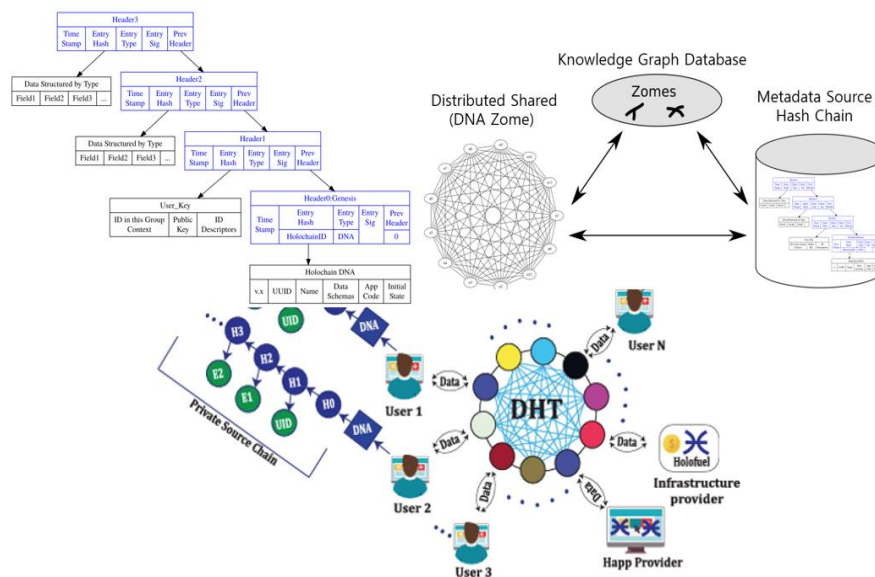 Header3
Time Stamp Entry Hash Entry Type Entry Sig Prev Header
Data Structured by Type
Field1 Field2 Field3 ...
Header2
Time Stamp Entry Hash Entry Type Entry Sig Prev Header
Data Structured by Type
Field1 Field2 Field3 ...
Header1
Time Stamp Entry Hash Entry Type Entry Sig Prev Header
User_Key
ID in this Group Context Public Key ID Descriptors
Header0:Genesis
Time Stamp Entry Hash Entry Type Entry Sig Prev Header
HolochainID DNA 0
Holochain DNA
v.x UUID Name Data Schemas App Code Initial State
Knowledge Graph Database
Zomes
Distributed Shared
(DNA Zome)
Metadata Source
Hash Chain
H3
UID
DNA
E2
H2
E1
H1
UID
H0
DNA
Private Source Chain
User 1
User 2
User 3
User N
Data
Data
Data
Data
Data
Data
DHT
Holofuel
Infrastructure
provider
Happ Provider